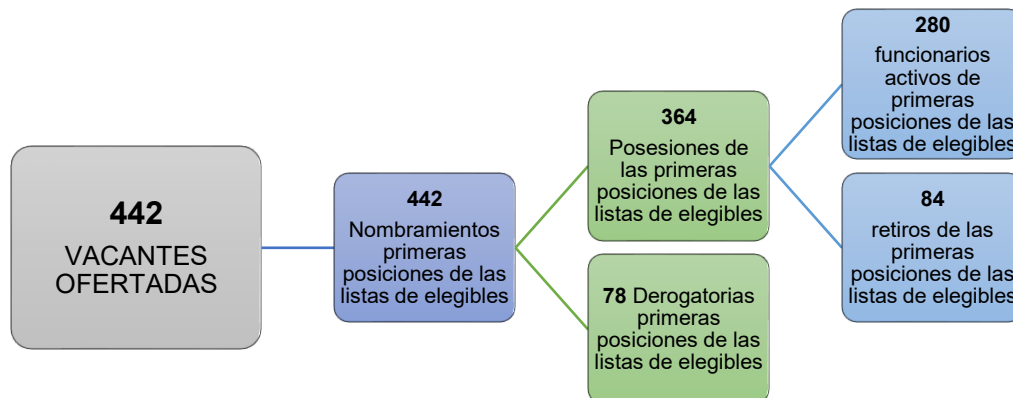 442
VACANTES
OFERTADAS
442
Nombramientos
primeras
posiciones de las
listas de elegibles
364
Posesiones de
las primeras
posiciones de las
listas de elegibles
78 Derogatorias
primeras
posiciones de las
listas de elegibles
280
funcionarios
activos de
primeras
posiciones de las
listas de elegibles
84
retiros de las
primeras
posiciones de las
listas de elegibles